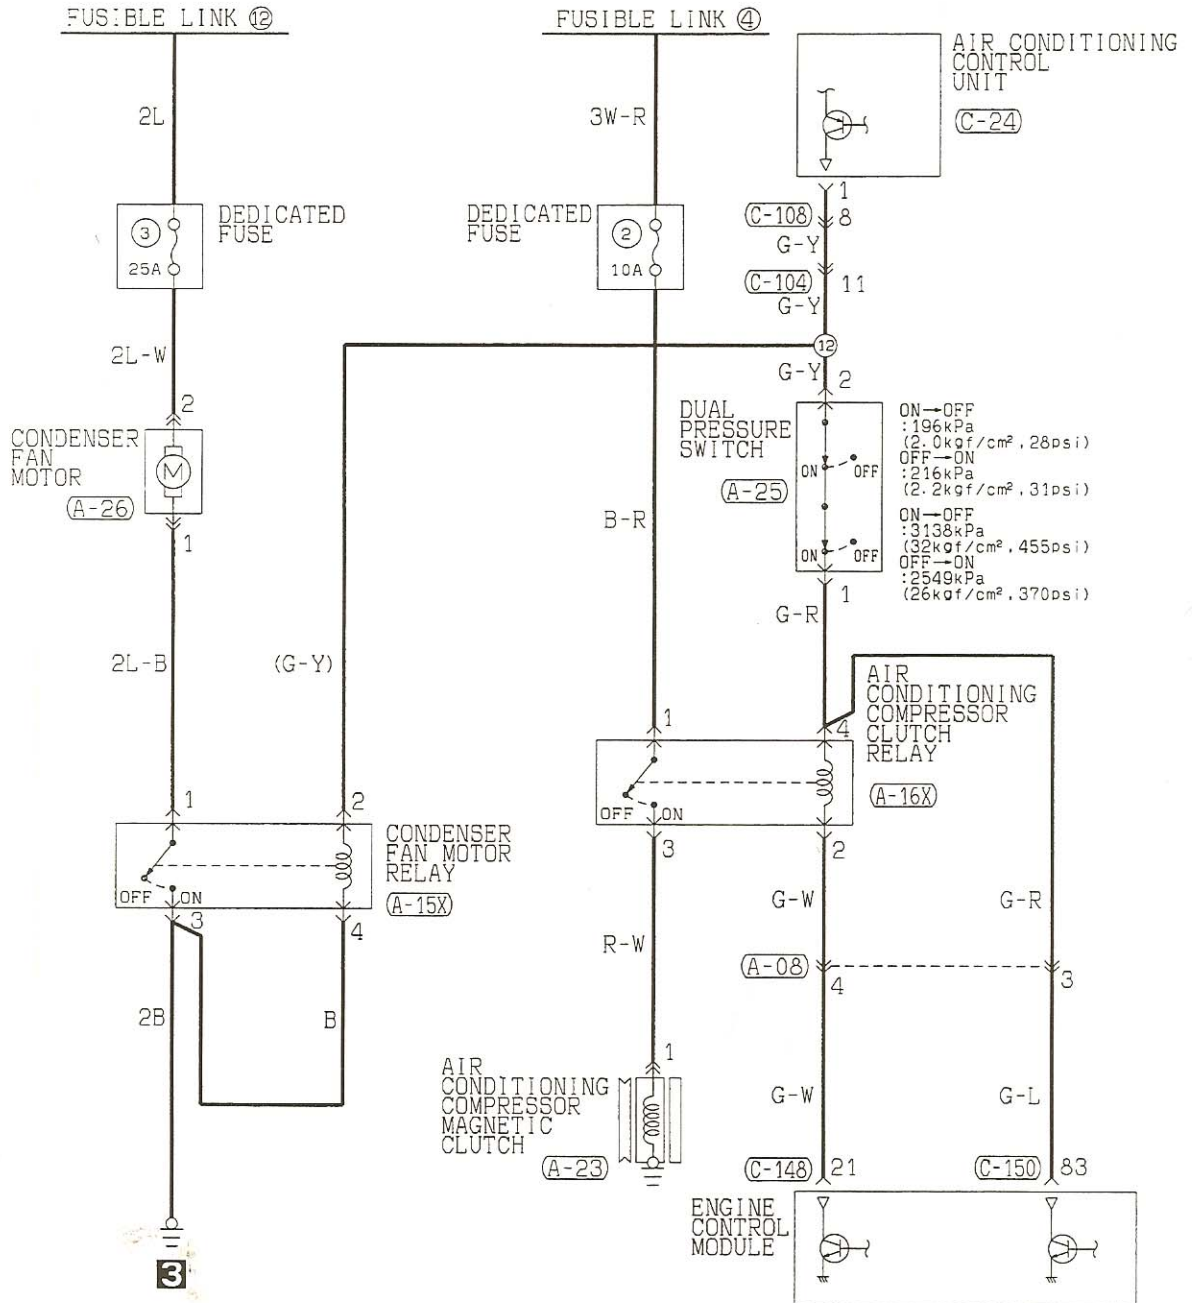 FUSIBLE LINK ⑫
FUSIBLE LINK ④
AIR CONDITIONING
CONTROL
UNIT
C-24
2L
3W-R
1
C-108
8
G-Y
C-104
11
G-Y
DEDICATED
FUSE
3
25A
DEDICATED
FUSE
2
10A
2L-W
12
G-Y
2
2
CONDENSER
FAN
MOTOR
M
A-26
1
DUAL
PRESSURE
SWITCH
A-25
ON OFF
ON OFF
ON→OFF
:196kPa
(2.0kgf/cm²,28psi)
OFF→ON
:216kPa
(2.2kgf/cm²,31psi)
ON→OFF
:3138kPa
(32kgf/cm²,455psi)
OFF→ON
:2549kPa
(26kgf/cm²,370psi)
B-R
1
G-R
2L-B
(G-Y)
AIR
CONDITIONING
COMPRESSOR
CLUTCH
RELAY
A-16X
1
4
OFF ON
3
2
1
2
CONDENSER
FAN MOTOR
RELAY
A-15X
OFF ON
3
4
G-W
G-R
R-W
A-08
4
3
2B
B
1
AIR
CONDITIONING
COMPRESSOR
MAGNETIC
CLUTCH
A-23
G-W
G-L
C-148
21
C-150
83
ENGINE
CONTROL
MODULE
3